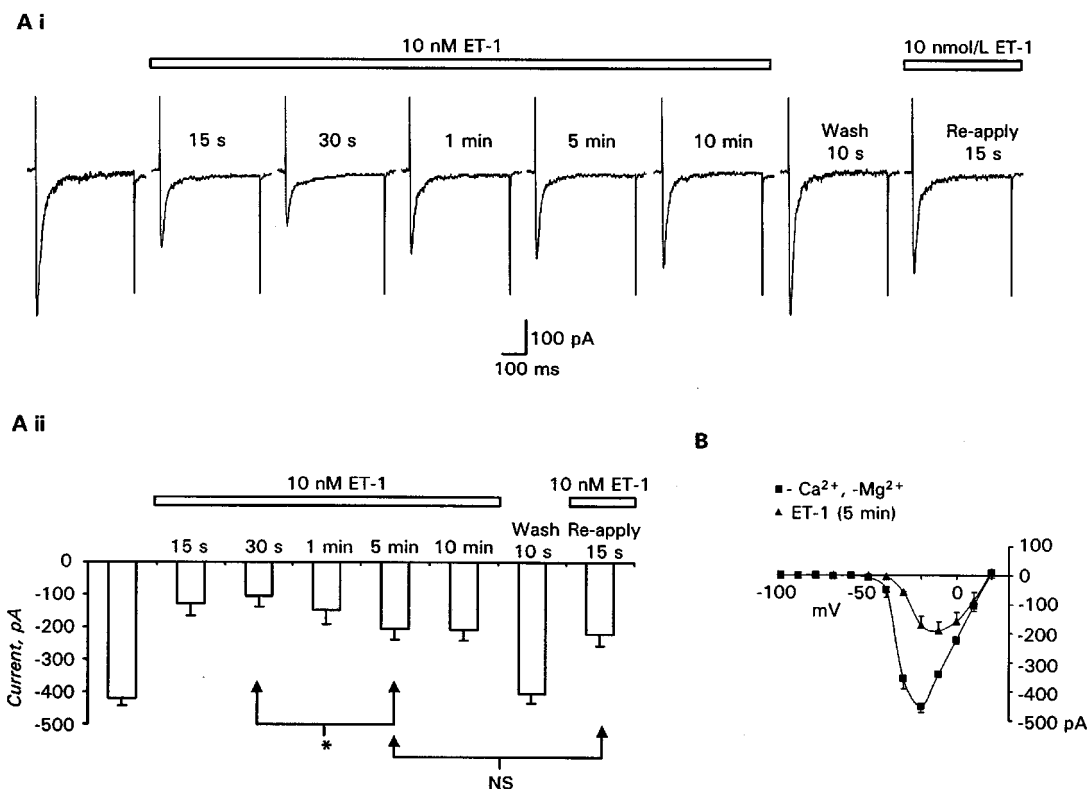 A i
10 nM ET-1
10 nmol/L ET-1
15 s 30 s 1 min 5 min 10 min Wash 10 s Re-apply 15 s
100 pA
100 ms
A ii
10 nM ET-1
10 nM ET-1
Wash Re-apply
15 s 30 s 1 min 5 min 10 min 10 s 15 s
0
-100
-200
-300
-400
-500
Current, pA
*
NS
B
- Ca²⁺, -Mg²⁺
ET-1 (5 min)
100
0
-100 -50 0
mV
-100
-200
-300
-400
-500 pA